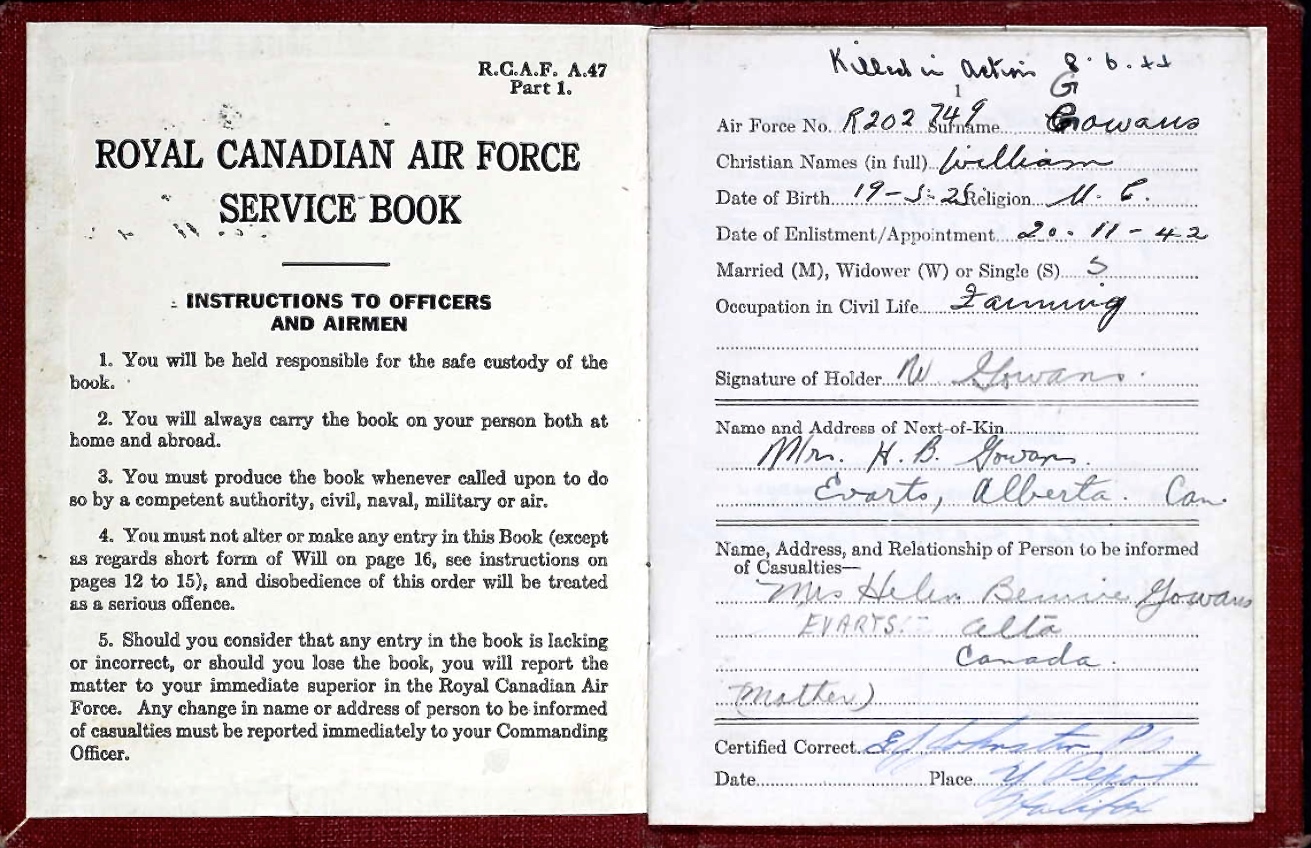 R.C.A.F. A.47
Part 1.
ROYAL CANADIAN AIR FORCE
SERVICE BOOK
INSTRUCTIONS TO OFFICERS
AND AIRMEN
1. You will be held responsible for the safe custody of the
book.
2. You will always carry the book on your person both at
home and abroad.
3. You must produce the book whenever called upon to do
so by a competent authority, civil, naval, military or air.
4. You must not alter or make any entry in this Book (except
as regards short form of Will on page 16, see instructions on
pages 12 to 15), and disobedience of this order will be treated
as a serious offence.
5. Should you consider that any entry in the book is lacking
or incorrect, or should you lose the book, you will report the
matter to your immediate superior in the Royal Canadian Air
Force. Any change in name or address of person to be informed
of casualties must be reported immediately to your Commanding
Officer.
Killed in Action 8.6.44
1
G
Air Force No. R202749 Surname Gowans
Christian Names (in full) William
Date of Birth 19-5-25 Religion U.C.
Date of Enlistment/Appointment 20-11-42
Married (M), Widower (W) or Single (S) S
Occupation in Civil Life Farming
Signature of Holder W Gowans.
Name and Address of Next-of-Kin
Mrs. H.B. Gowans.
Evarts, Alberta. Can.
Name, Address, and Relationship of Person to be informed
of Casualties—
Mrs Helen Gowans
EVARTS. Alta
Canada.
(Mother)
Certified Correct Johnston
Date Place Y Depot
Halifax